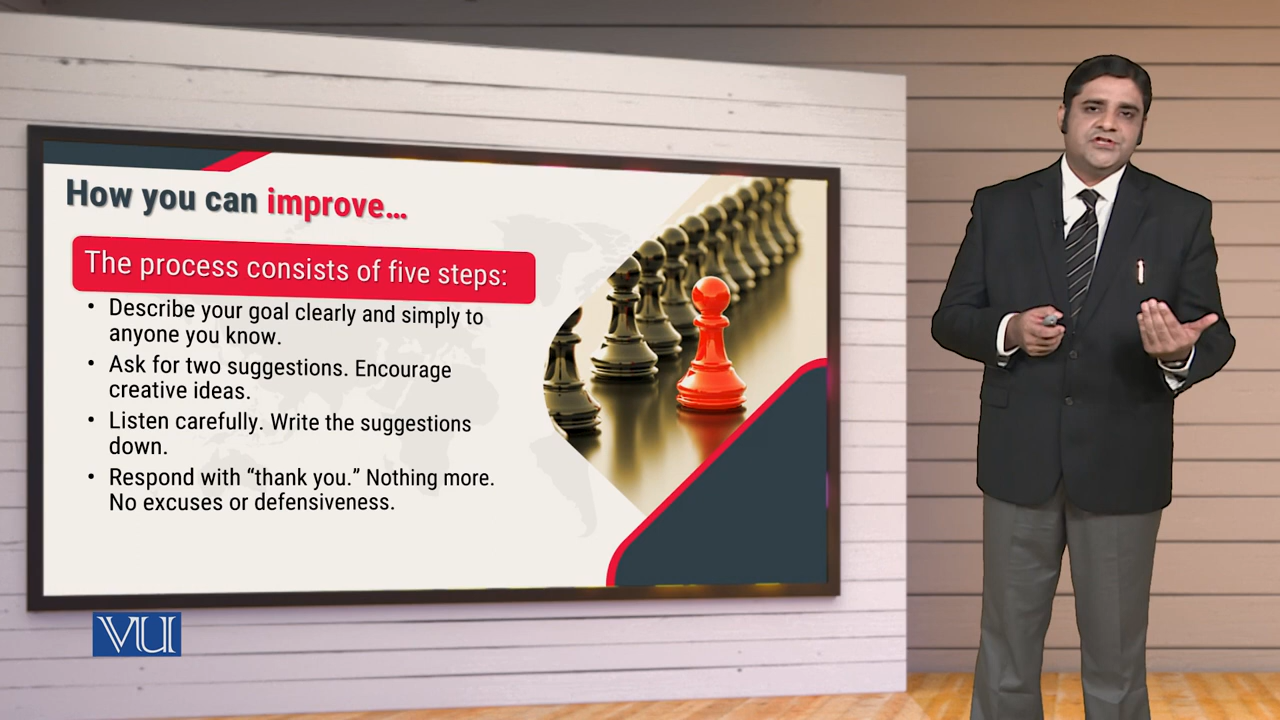 How you can improve...
The process consists of five steps:
• Describe your goal clearly and simply to
anyone you know.
• Ask for two suggestions. Encourage
creative ideas.
• Listen carefully. Write the suggestions
down.
• Respond with “thank you.” Nothing more.
No excuses or defensiveness.
VU